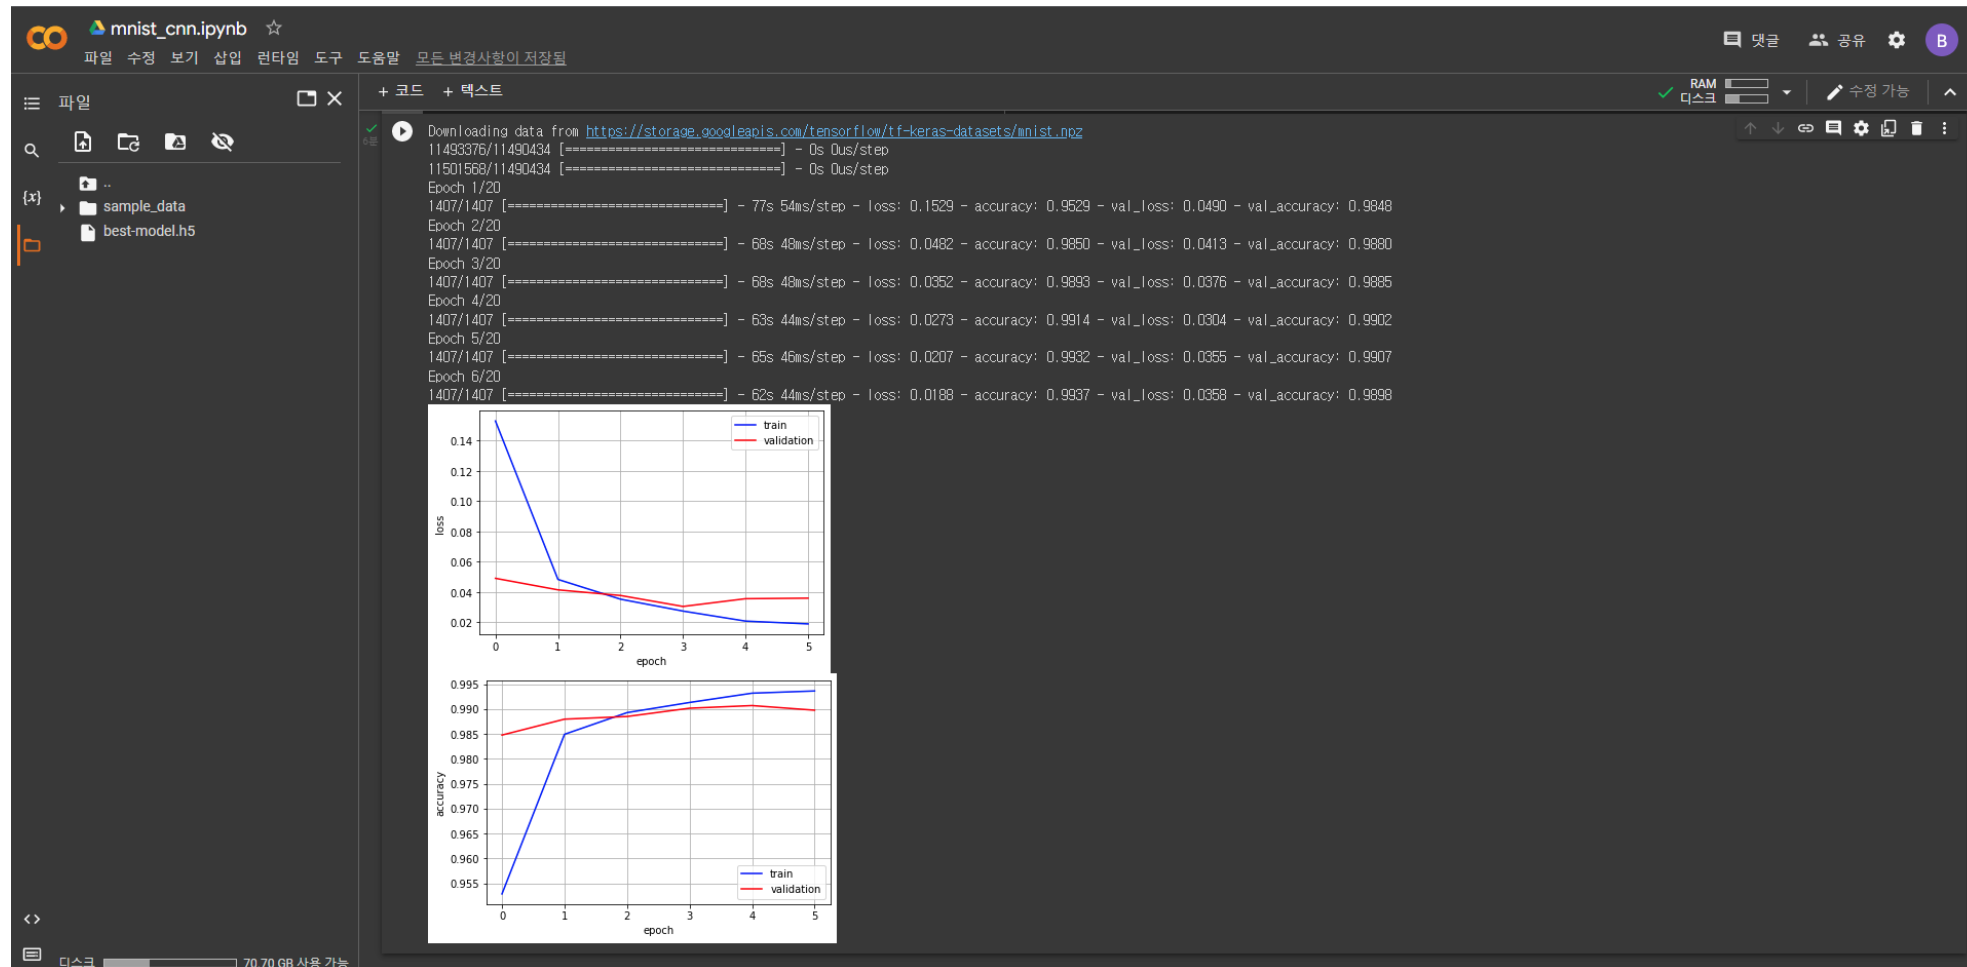 mnist_cnn.ipynb
파일 수정 보기 삽입 런타임 도구 도움말 모든 변경사항이 저장됨
댓글 공유 B
파일
+ 코드 + 텍스트
RAM
디스크
수정 가능
..
{x}
sample_data
best-model.h5
6분
Downloading data from https://storage.googleapis.com/tensorflow/tf-keras-datasets/mnist.npz
11493376/11490434 [==============================] - 0s 0us/step
11501568/11490434 [==============================] - 0s 0us/step
Epoch 1/20
1407/1407 [==============================] - 77s 54ms/step - loss: 0.1529 - accuracy: 0.9529 - val_loss: 0.0490 - val_accuracy: 0.9848
Epoch 2/20
1407/1407 [==============================] - 68s 48ms/step - loss: 0.0482 - accuracy: 0.9850 - val_loss: 0.0413 - val_accuracy: 0.9880
Epoch 3/20
1407/1407 [==============================] - 68s 48ms/step - loss: 0.0352 - accuracy: 0.9893 - val_loss: 0.0376 - val_accuracy: 0.9885
Epoch 4/20
1407/1407 [==============================] - 63s 44ms/step - loss: 0.0273 - accuracy: 0.9914 - val_loss: 0.0304 - val_accuracy: 0.9902
Epoch 5/20
1407/1407 [==============================] - 65s 46ms/step - loss: 0.0207 - accuracy: 0.9932 - val_loss: 0.0355 - val_accuracy: 0.9907
Epoch 6/20
1407/1407 [==============================] - 62s 44ms/step - loss: 0.0188 - accuracy: 0.9937 - val_loss: 0.0358 - val_accuracy: 0.9898
train
validation
0.14
0.12
0.10
0.08
0.06
0.04
0.02
loss
0 1 2 3 4 5
epoch
0.995
0.990
0.985
0.980
0.975
0.970
0.965
0.960
0.955
accuracy
train
validation
0 1 2 3 4 5
epoch
디스크 70.70 GB 사용 가능